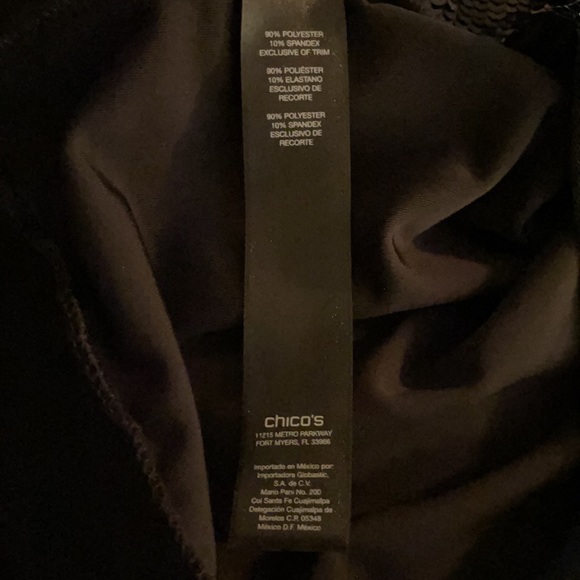 90% POLYESTER
10% SPANDEX
EXCLUSIVE OF TRIM
90% POLIÉSTER
10% ELASTANO
ESCLUSIVO DE
RECORTE
90% POLYESTER
10% SPANDEX
ESCLUSIVO DE
RECORTE
chico's
11215 METRO PARKWAY
FORT MYERS, FL 33966
Importado en México por:
Importadora Globastic,
S.A. de C.V.
Mario Pani No. 200
Col Santa Fe Cuajimalpa
Delegación Cuajimalpa de
Morelos C.P. 05348
México D.F. México